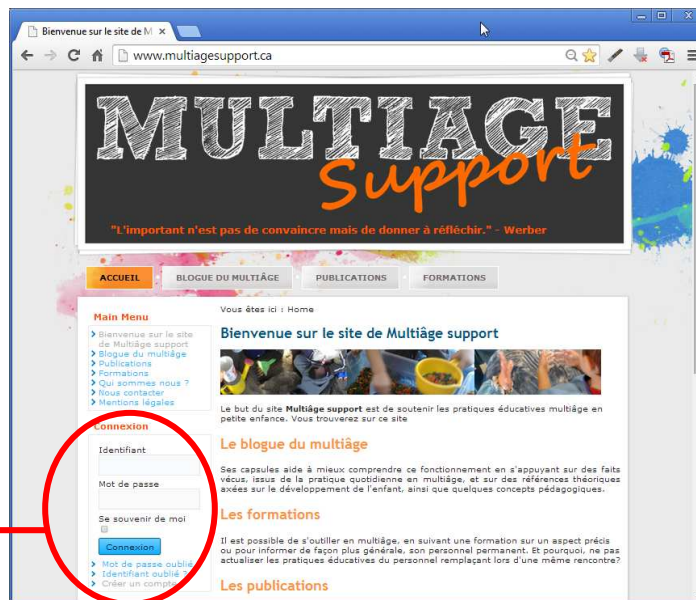 Bienvenue sur le site de M
www.multiagesupport.ca
MULTIAGE
Support
"L'important n'est pas de convaincre mais de donner à réfléchir." - Werber
ACCUEIL
BLOGUE DU MULTIÂGE
PUBLICATIONS
FORMATIONS
Main Menu
Bienvenue sur le site
de Multiâge support
Blogue du multiâge
Publications
Formations
Qui sommes nous ?
Nous contacter
Mentions légales
Connexion
Identifiant
Mot de passe
Se souvenir de moi
Connexion
Mot de passe oublié
Identifiant oublié ?
Créer un compte
Vous êtes ici : Home
Bienvenue sur le site de Multiâge support
Le but du site Multiâge support est de soutenir les pratiques éducatives multiâge en
petite enfance. Vous trouverez sur ce site
Le blogue du multiâge
Ses capsules aide à mieux comprendre ce fonctionnement en s'appuyant sur des faits
vécus, issus de la pratique quotidienne en multiâge, et sur des références théoriques
axées sur le développement de l'enfant, ainsi que quelques concepts pédagogiques.
Les formations
Il est possible de s'outiller en multiâge, en suivant une formation sur un aspect précis
ou pour informer de façon plus générale, son personnel permanent. Et pourquoi, ne pas
actualiser les pratiques éducatives du personnel remplaçant lors d'une même rencontre?
Les publications